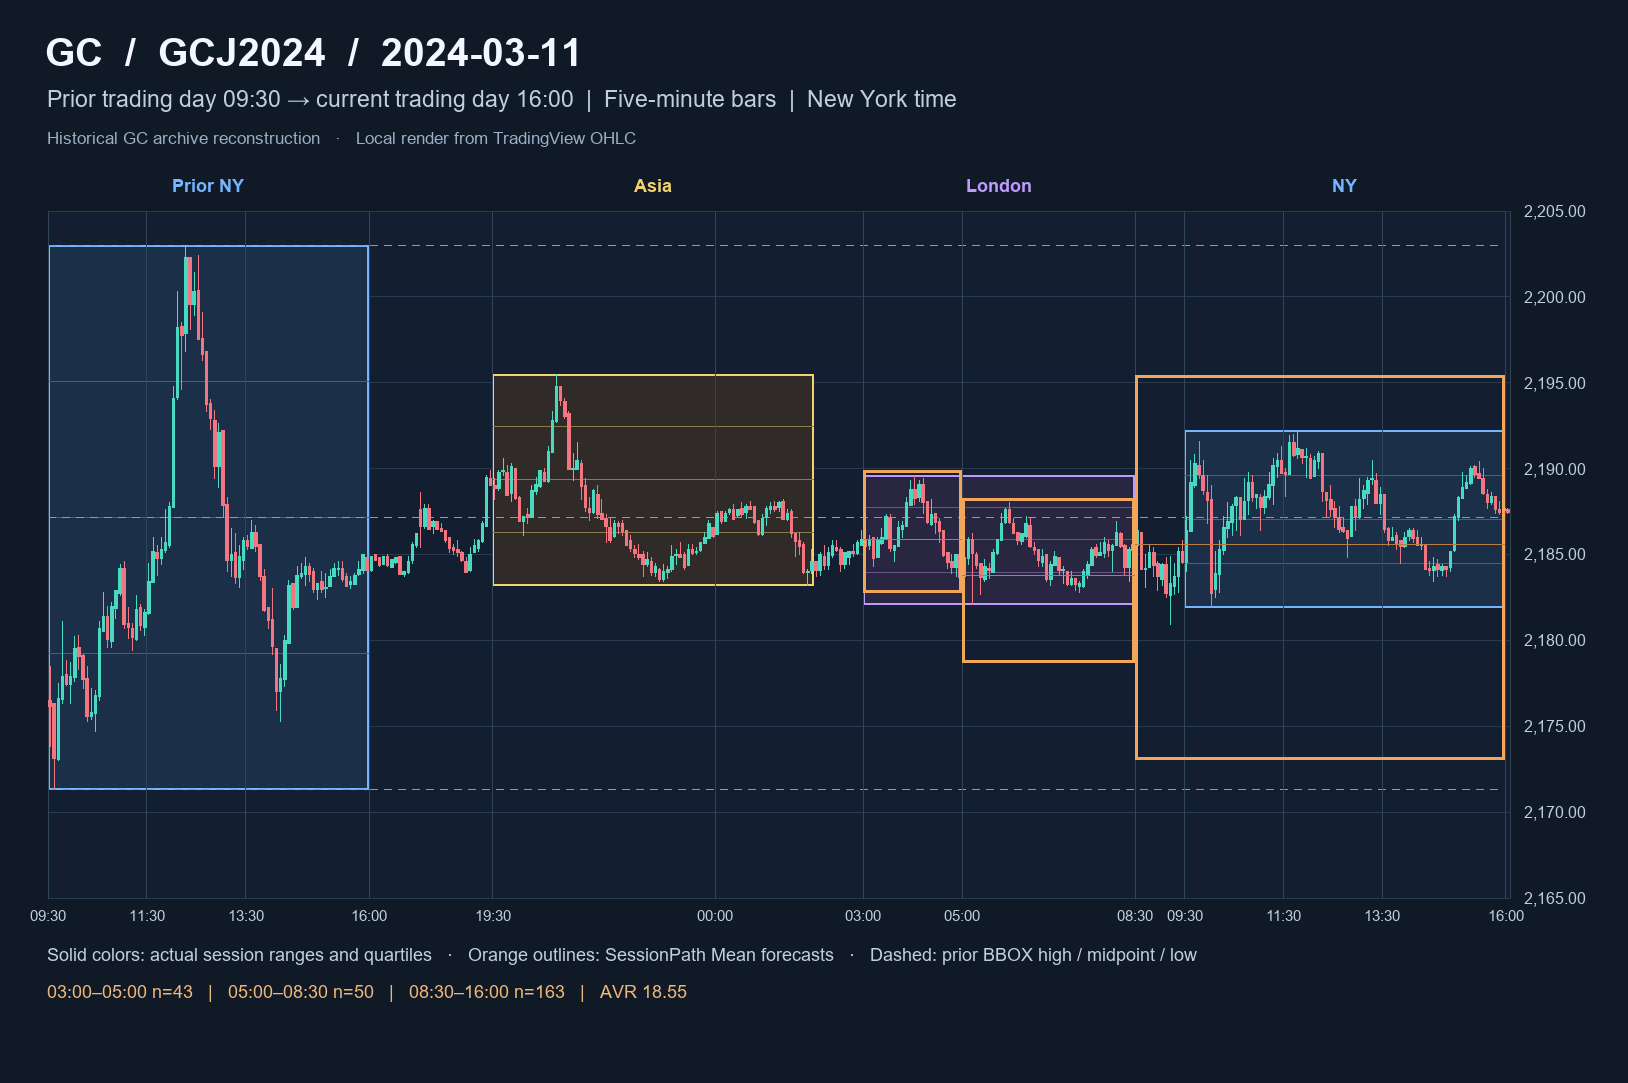 GC / GCJ2024 / 2024-03-11
Prior trading day 09:30 → current trading day 16:00 | Five-minute bars | New York time
Historical GC archive reconstruction · Local render from TradingView OHLC
Prior NY Asia London NY
2,205.00
2,200.00
2,195.00
2,190.00
2,185.00
2,180.00
2,175.00
2,170.00
2,165.00
09:30 11:30 13:30 16:00 19:30 00:00 03:00 05:00 08:30 09:30 11:30 13:30 16:00
Solid colors: actual session ranges and quartiles · Orange outlines: SessionPath Mean forecasts · Dashed: prior BBOX high / midpoint / low
03:00–05:00 n=43 | 05:00–08:30 n=50 | 08:30–16:00 n=163 | AVR 18.55